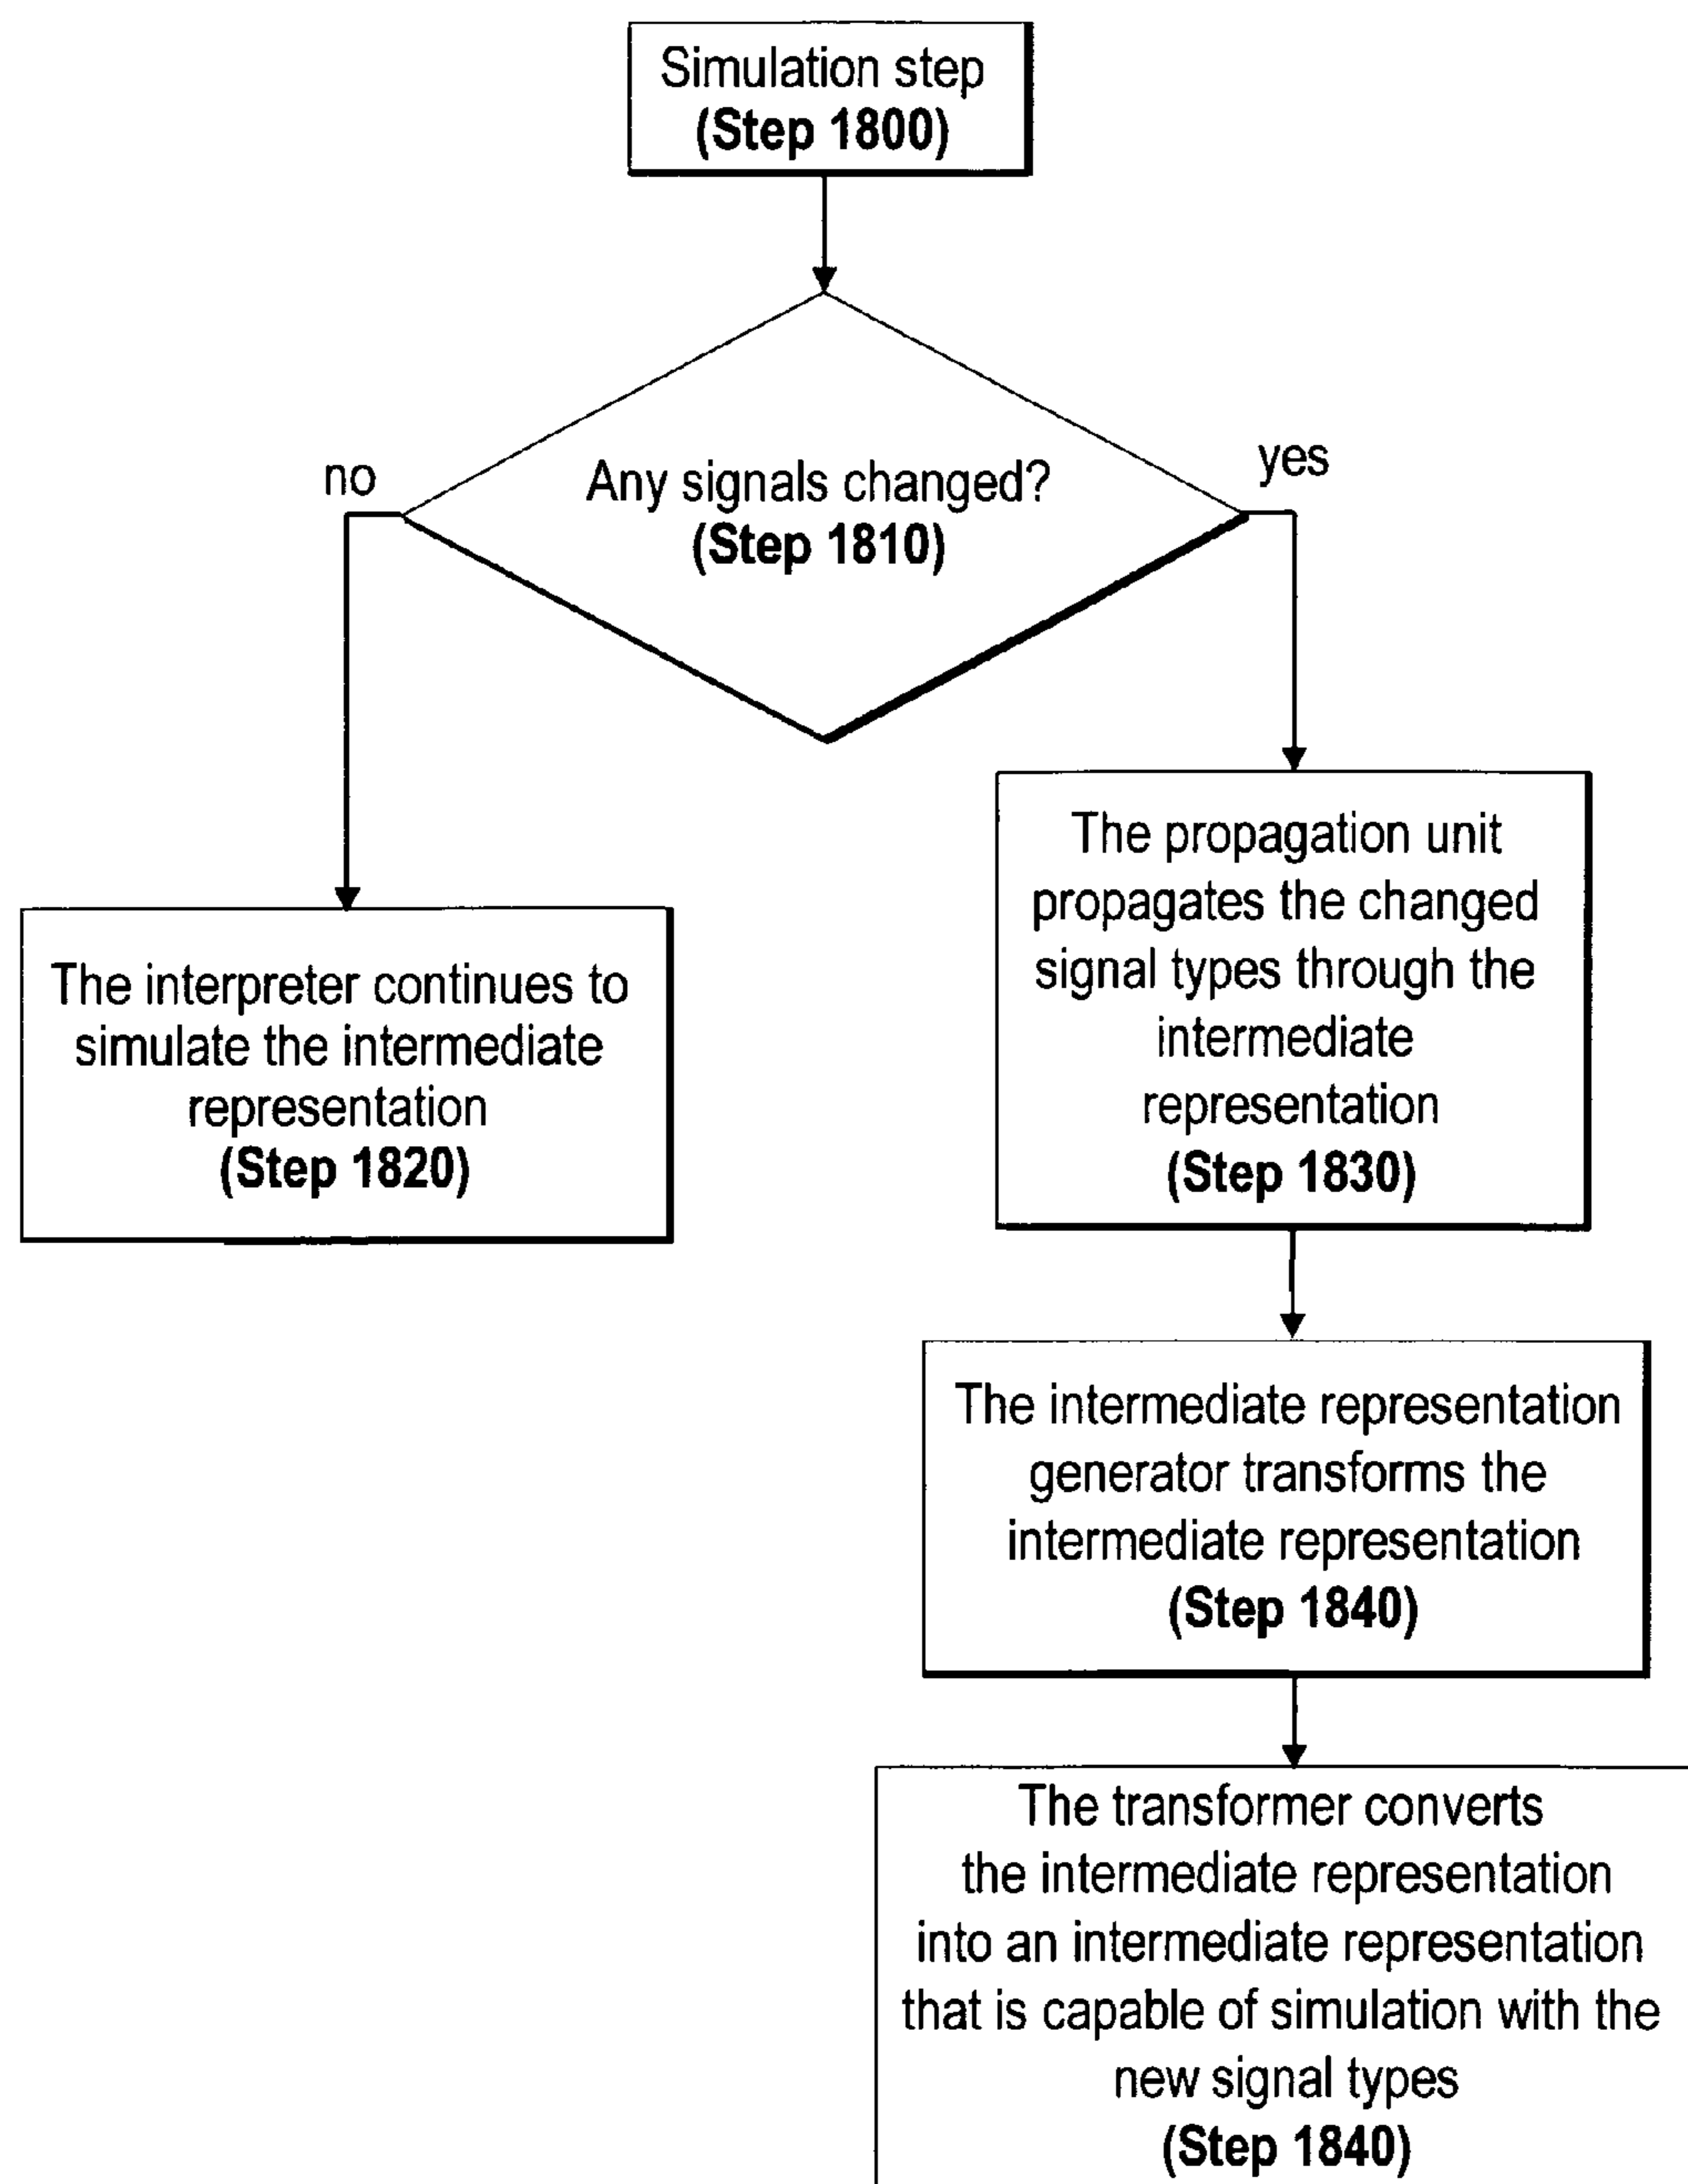 Simulation step
(Step 1800)
no
yes
Any signals changed?
(Step 1810)
The interpreter continues to
simulate the intermediate
representation
(Step 1820)
The propagation unit
propagates the changed
signal types through the
intermediate
representation
(Step 1830)
The intermediate representation
generator transforms the
intermediate representation
(Step 1840)
The transformer converts
the intermediate representation
into an intermediate representation
that is capable of simulation with the
new signal types
(Step 1840)